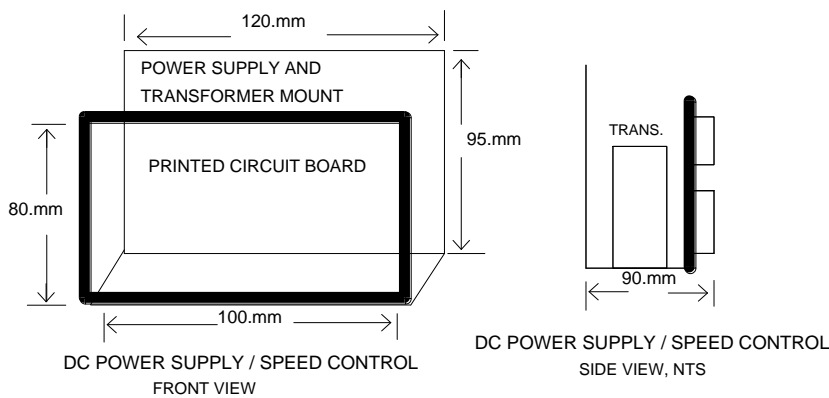 120.mm
POWER SUPPLY AND
TRANSFORMER MOUNT
PRINTED CIRCUIT BOARD
95.mm
80.mm
100.mm
DC POWER SUPPLY / SPEED CONTROL
FRONT VIEW
TRANS.
90.mm
DC POWER SUPPLY / SPEED CONTROL
SIDE VIEW, NTS